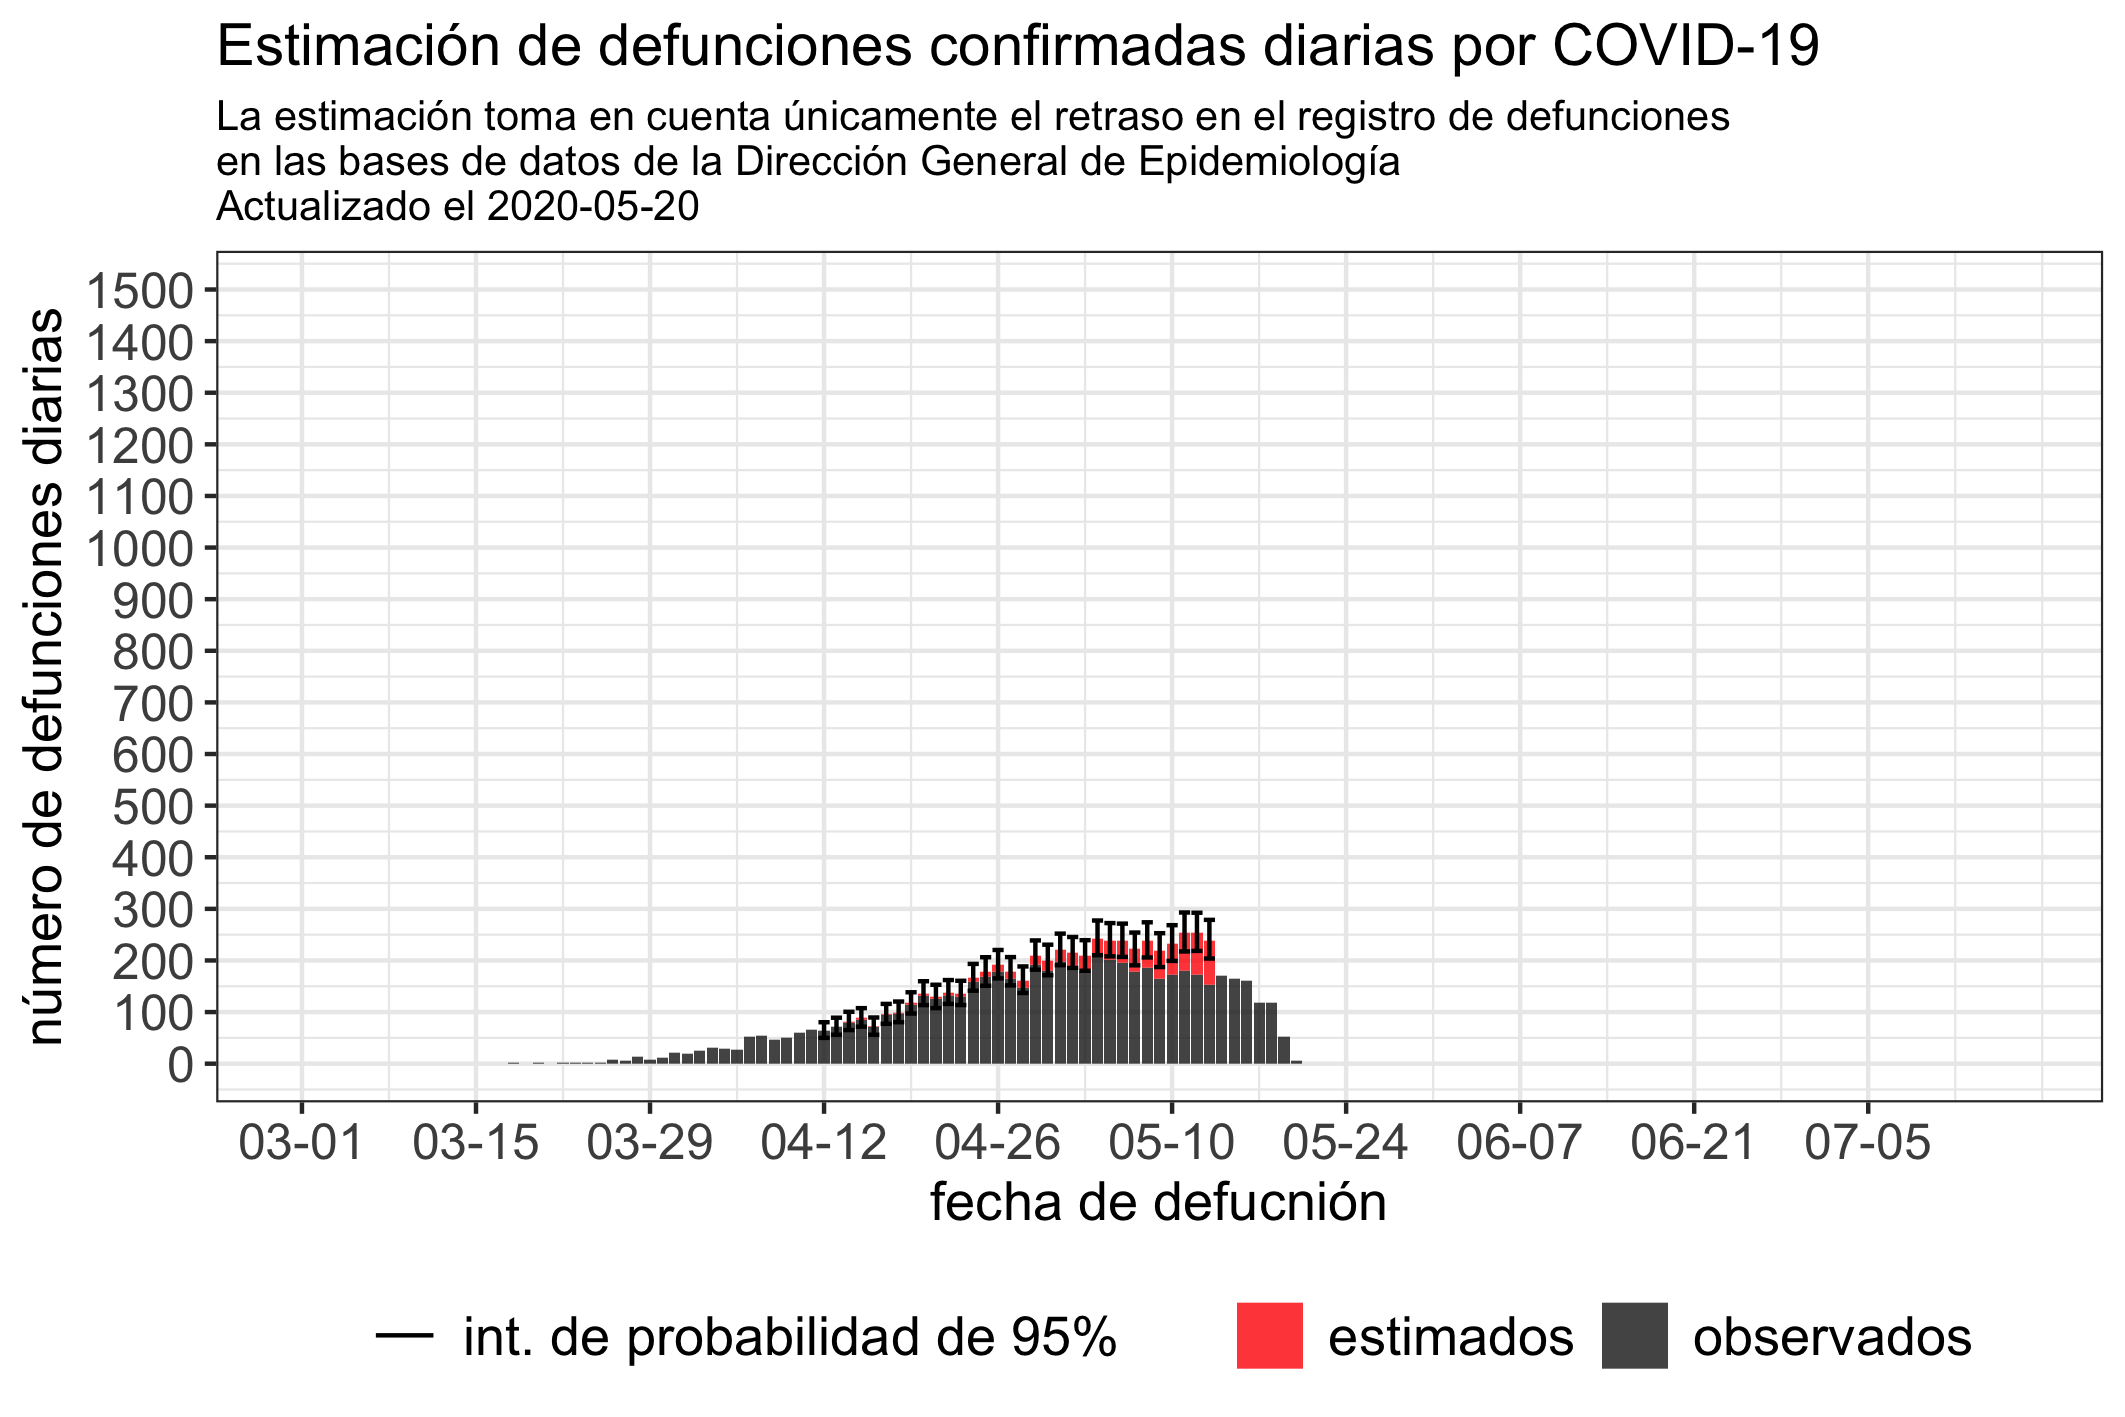 Estimación de defunciones confirmadas diarias por COVID-19
La estimación toma en cuenta únicamente el retraso en el registro de defunciones
en las bases de datos de la Dirección General de Epidemiología
Actualizado el 2020-05-20
número de defunciones diarias
1500
1400
1300
1200
1100
1000
900
800
700
600
500
400
300
200
100
0
03-01 03-15 03-29 04-12 04-26 05-10 05-24 06-07 06-21 07-05
fecha de defucnión
int. de probabilidad de 95% estimados observados